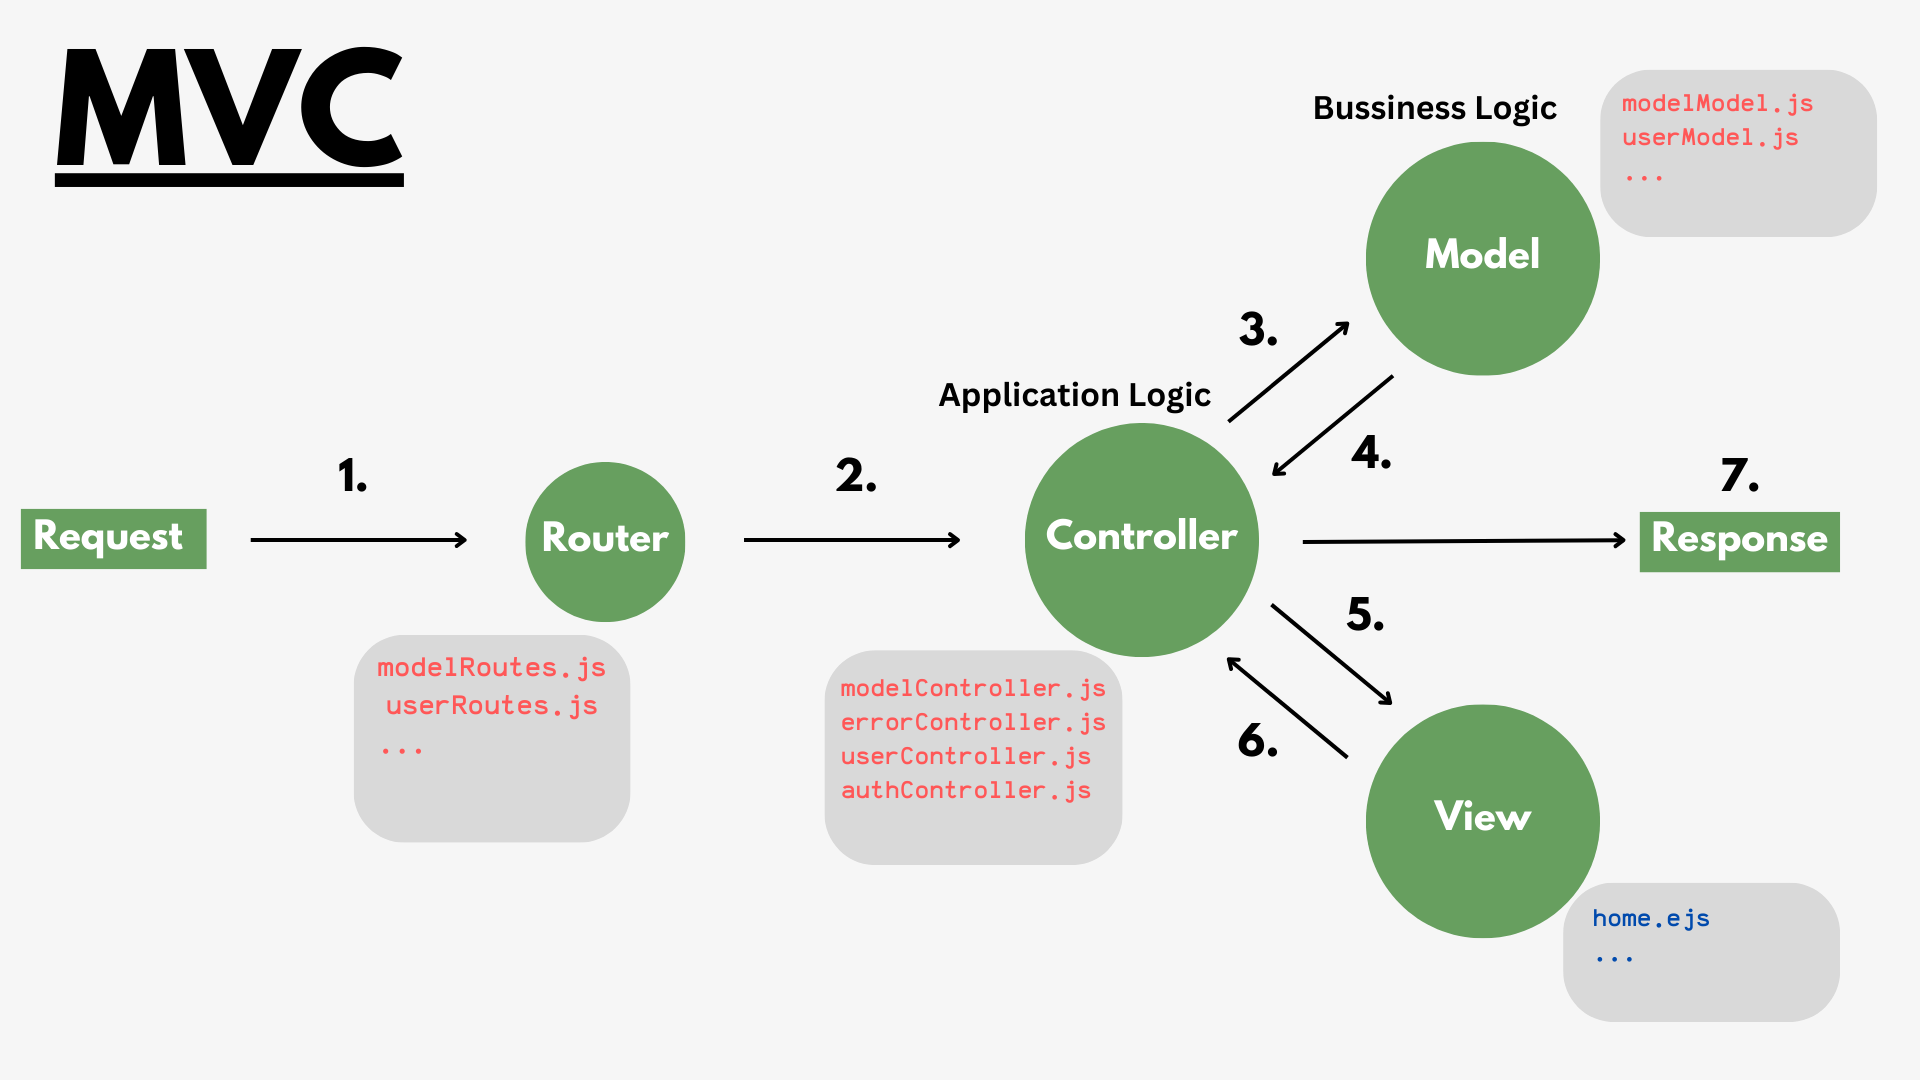 MVC
Bussiness Logic
modelModel.js
userModel.js
...
Model
3.
4.
Application Logic
1.
2.
7.
Request
Router
Controller
Response
5.
6.
modelRoutes.js
userRoutes.js
...
modelController.js
errorController.js
userController.js
authController.js
View
home.ejs
...